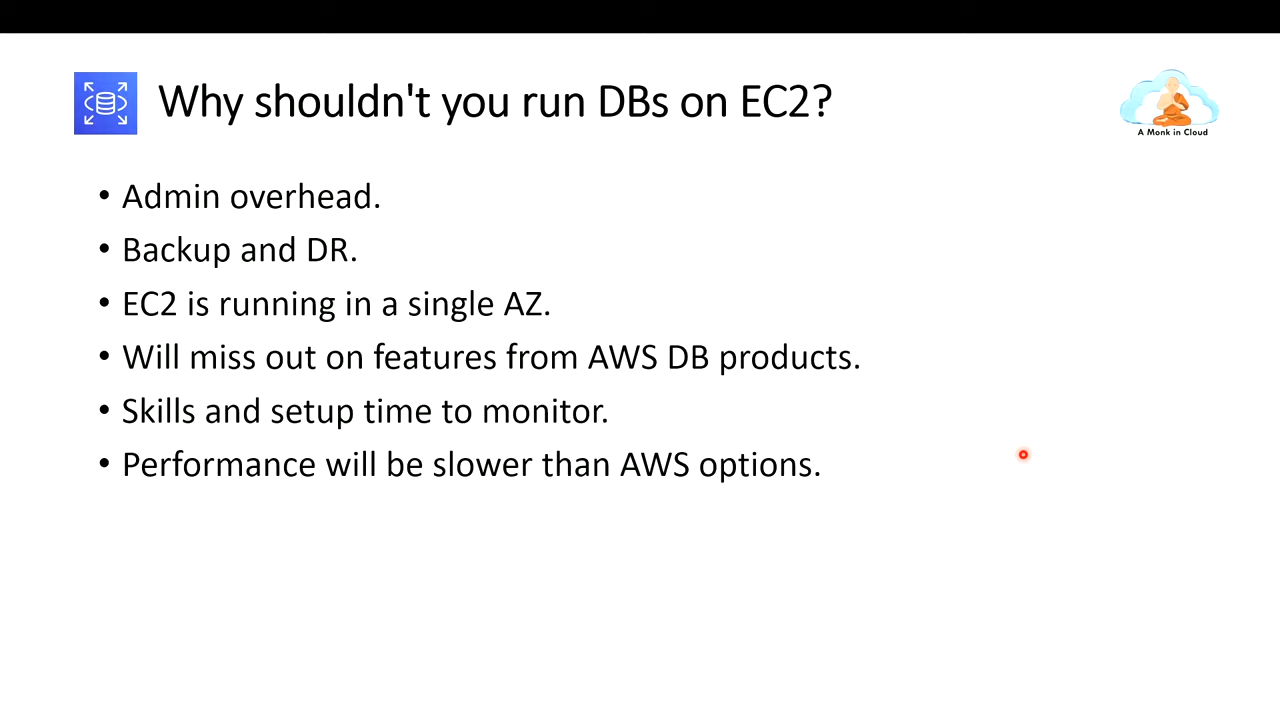 Why shouldn't you run DBs on EC2?
A Monk in Cloud
• Admin overhead.
• Backup and DR.
• EC2 is running in a single AZ.
• Will miss out on features from AWS DB products.
• Skills and setup time to monitor.
• Performance will be slower than AWS options.